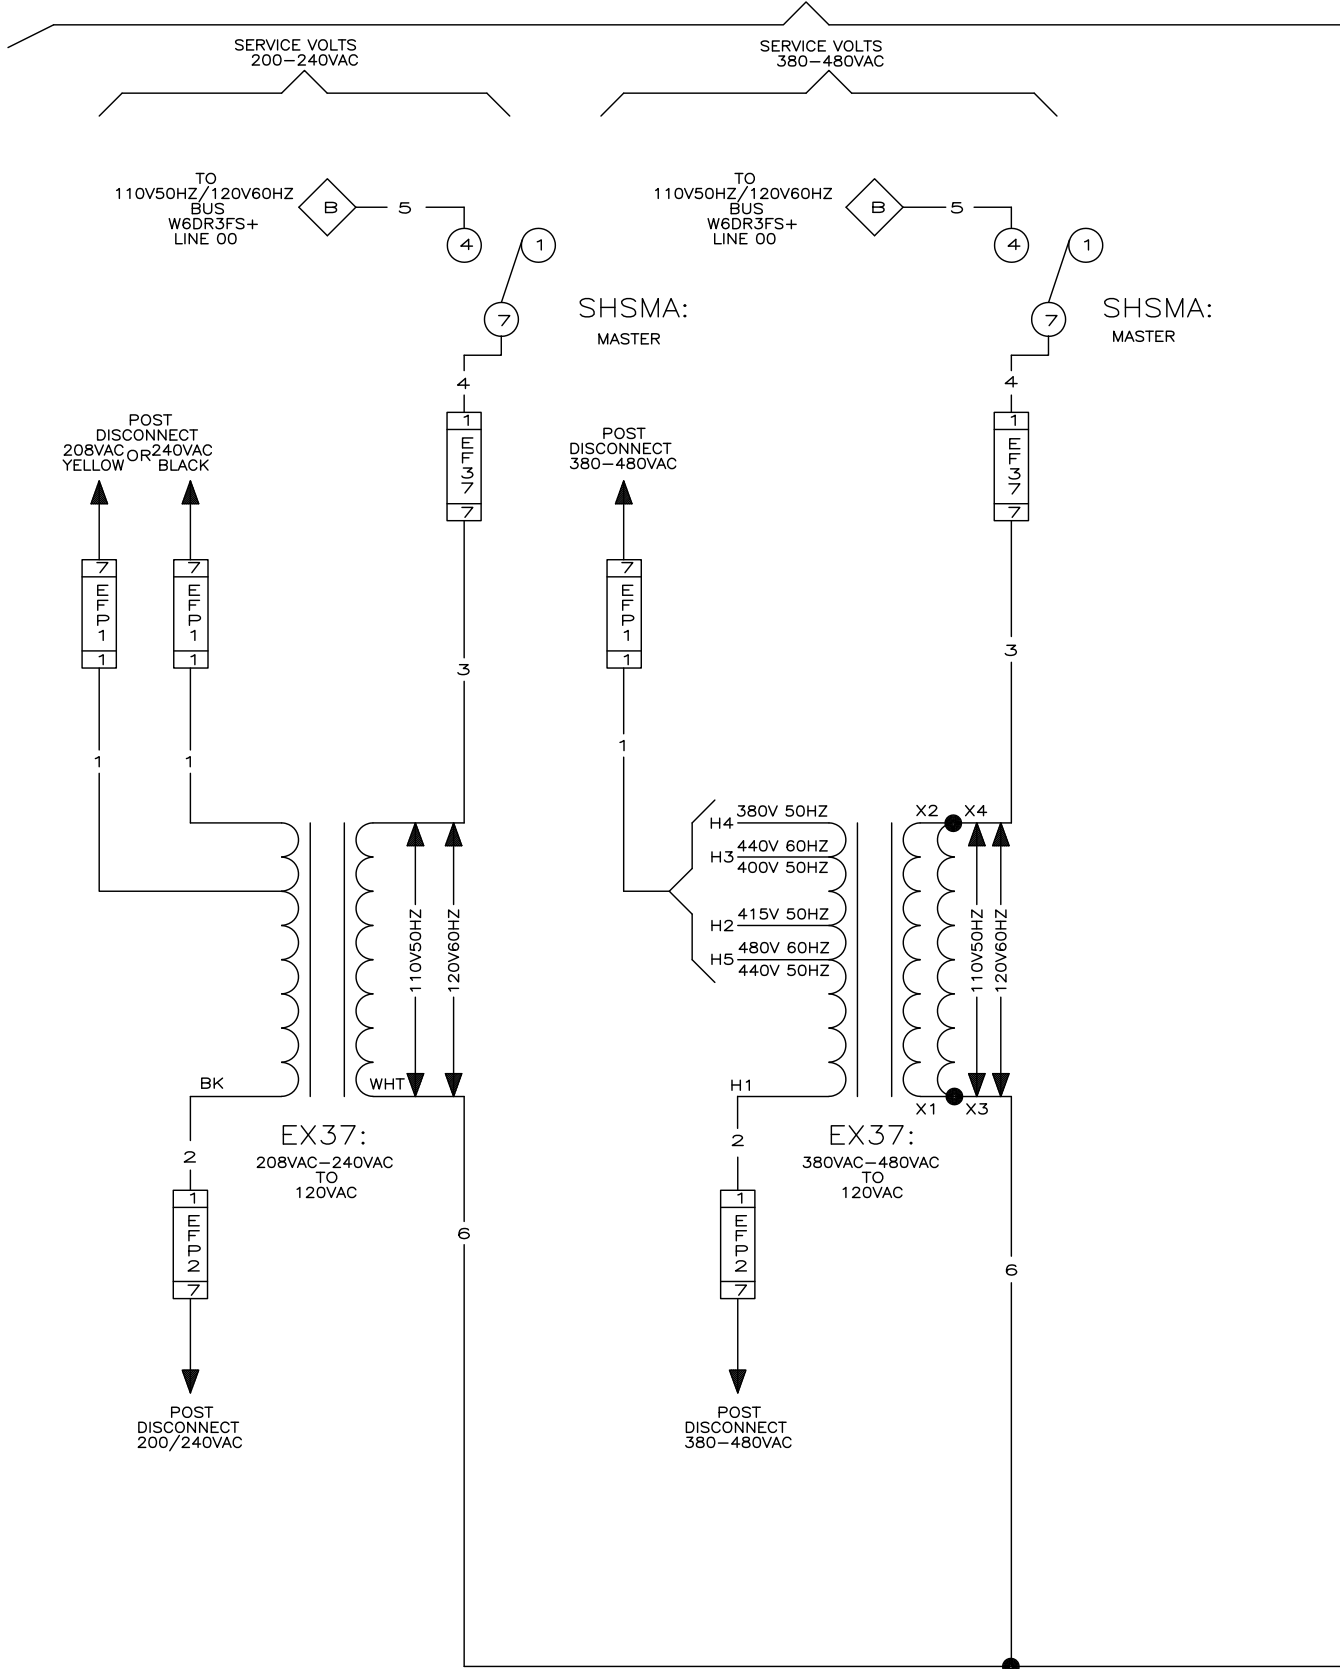 SERVICE VOLTS
200-240VAC
TO
110V50HZ/120V60HZ
BUS
W6DR3FS+
LINE 00
B
5
4
1
7
SHSMA:
MASTER
4
1
EF37
7
3
POST
DISCONNECT
208VAC OR 240VAC
YELLOW BLACK
7
EFP1
1
1
7
EFP1
1
1
110V50HZ
120V60HZ
BK
WHT
EX37:
208VAC-240VAC
TO
120VAC
2
1
EFP2
7
POST
DISCONNECT
200/240VAC
6
SERVICE VOLTS
380-480VAC
TO
110V50HZ/120V60HZ
BUS
W6DR3FS+
LINE 00
B
5
4
1
7
SHSMA:
MASTER
4
1
EF37
7
3
POST
DISCONNECT
380-480VAC
7
EFP1
1
1
H4 380V 50HZ
H3 440V 60HZ
400V 50HZ
H2 415V 50HZ
H5 480V 60HZ
440V 50HZ
X2 X4
110V50HZ
120V60HZ
H1
X1 X3
EX37:
380VAC-480VAC
TO
120VAC
2
1
EFP2
7
POST
DISCONNECT
380-480VAC
6